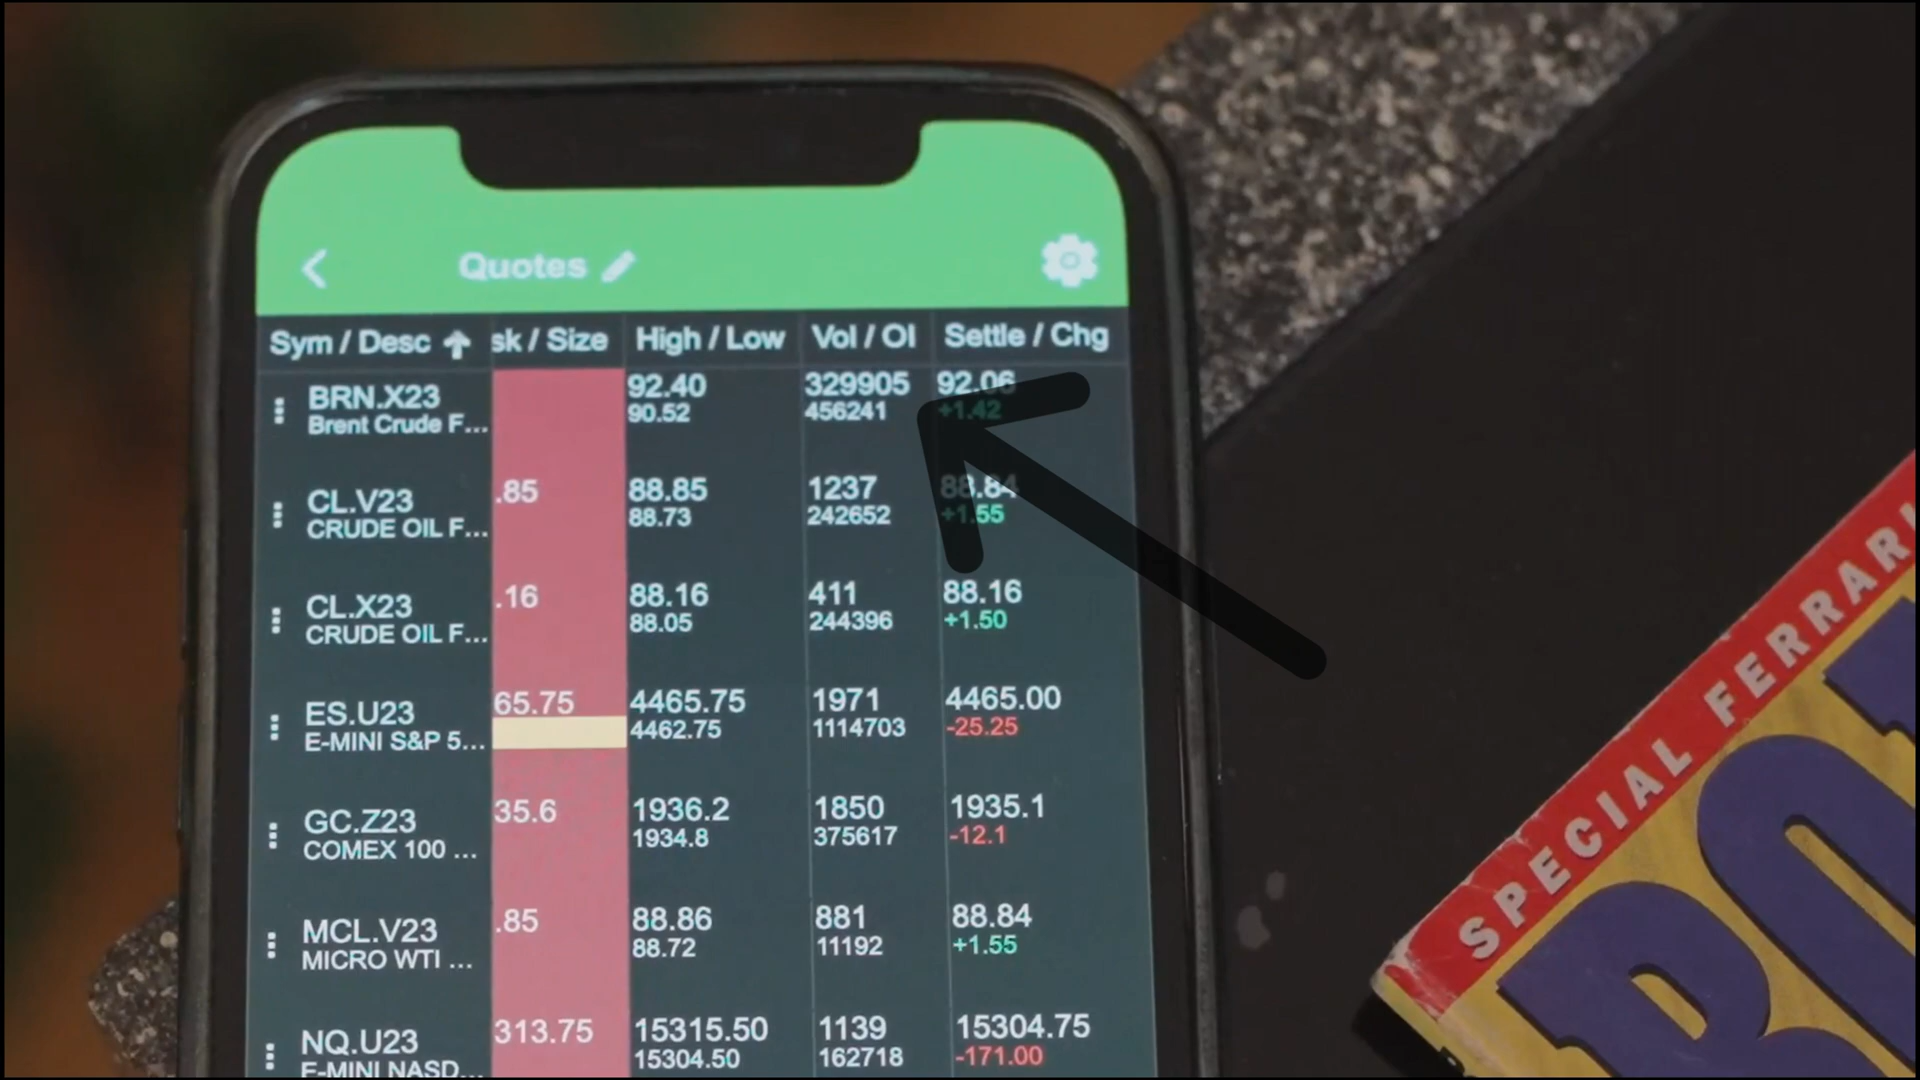 Quotes
Sym / Desc sk / Size High / Low Vol / OI Settle / Chg
BRN.X23 92.40 329905 92.06
Brent Crude F... 90.52 456241 +1.42
CL.V23 .85 88.85 1237 88.84
CRUDE OIL F... 88.73 242652 +1.55
CL.X23 .16 88.16 411 88.16
CRUDE OIL F... 88.05 244396 +1.50
ES.U23 65.75 4465.75 1971 4465.00
E-MINI S&P 5... 4462.75 1114703 -25.25
GC.Z23 35.6 1936.2 1850 1935.1
COMEX 100 ... 1934.8 375617 -12.1
MCL.V23 .85 88.86 881 88.84
MICRO WTI ... 88.72 11192 +1.55
NQ.U23 313.75 15315.50 1139 15304.75
E-MINI NASD... 15304.50 162718 -171.00
SPECIAL FERRARI